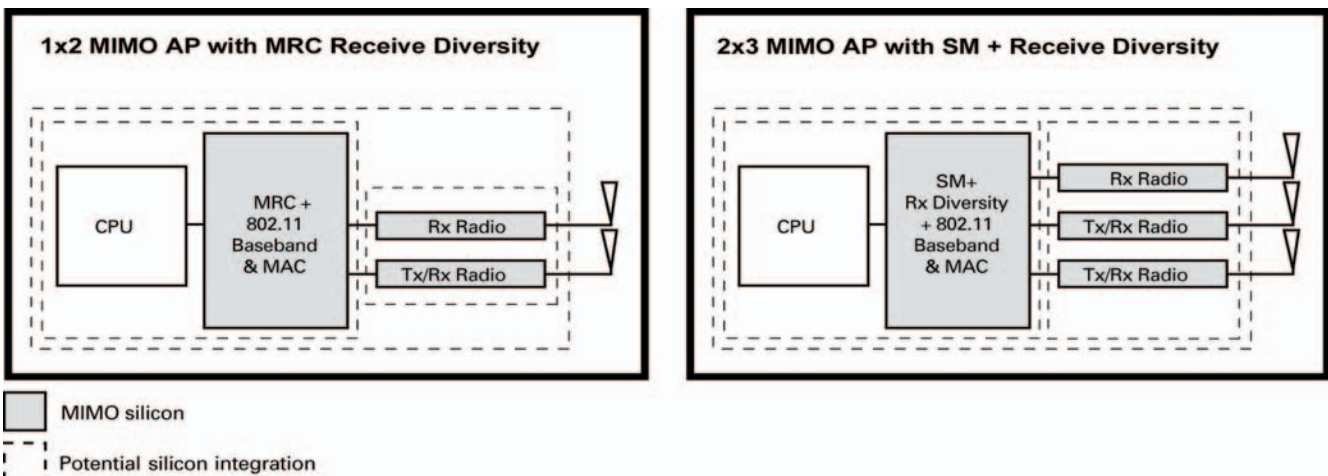 1x2 MIMO AP with MRC Receive Diversity
CPU
MRC +
802.11
Baseband
& MAC
Rx Radio
Tx/Rx Radio
2x3 MIMO AP with SM + Receive Diversity
CPU
SM+
Rx Diversity
+ 802.11
Baseband
& MAC
Rx Radio
Tx/Rx Radio
Tx/Rx Radio
MIMO silicon
Potential silicon integration